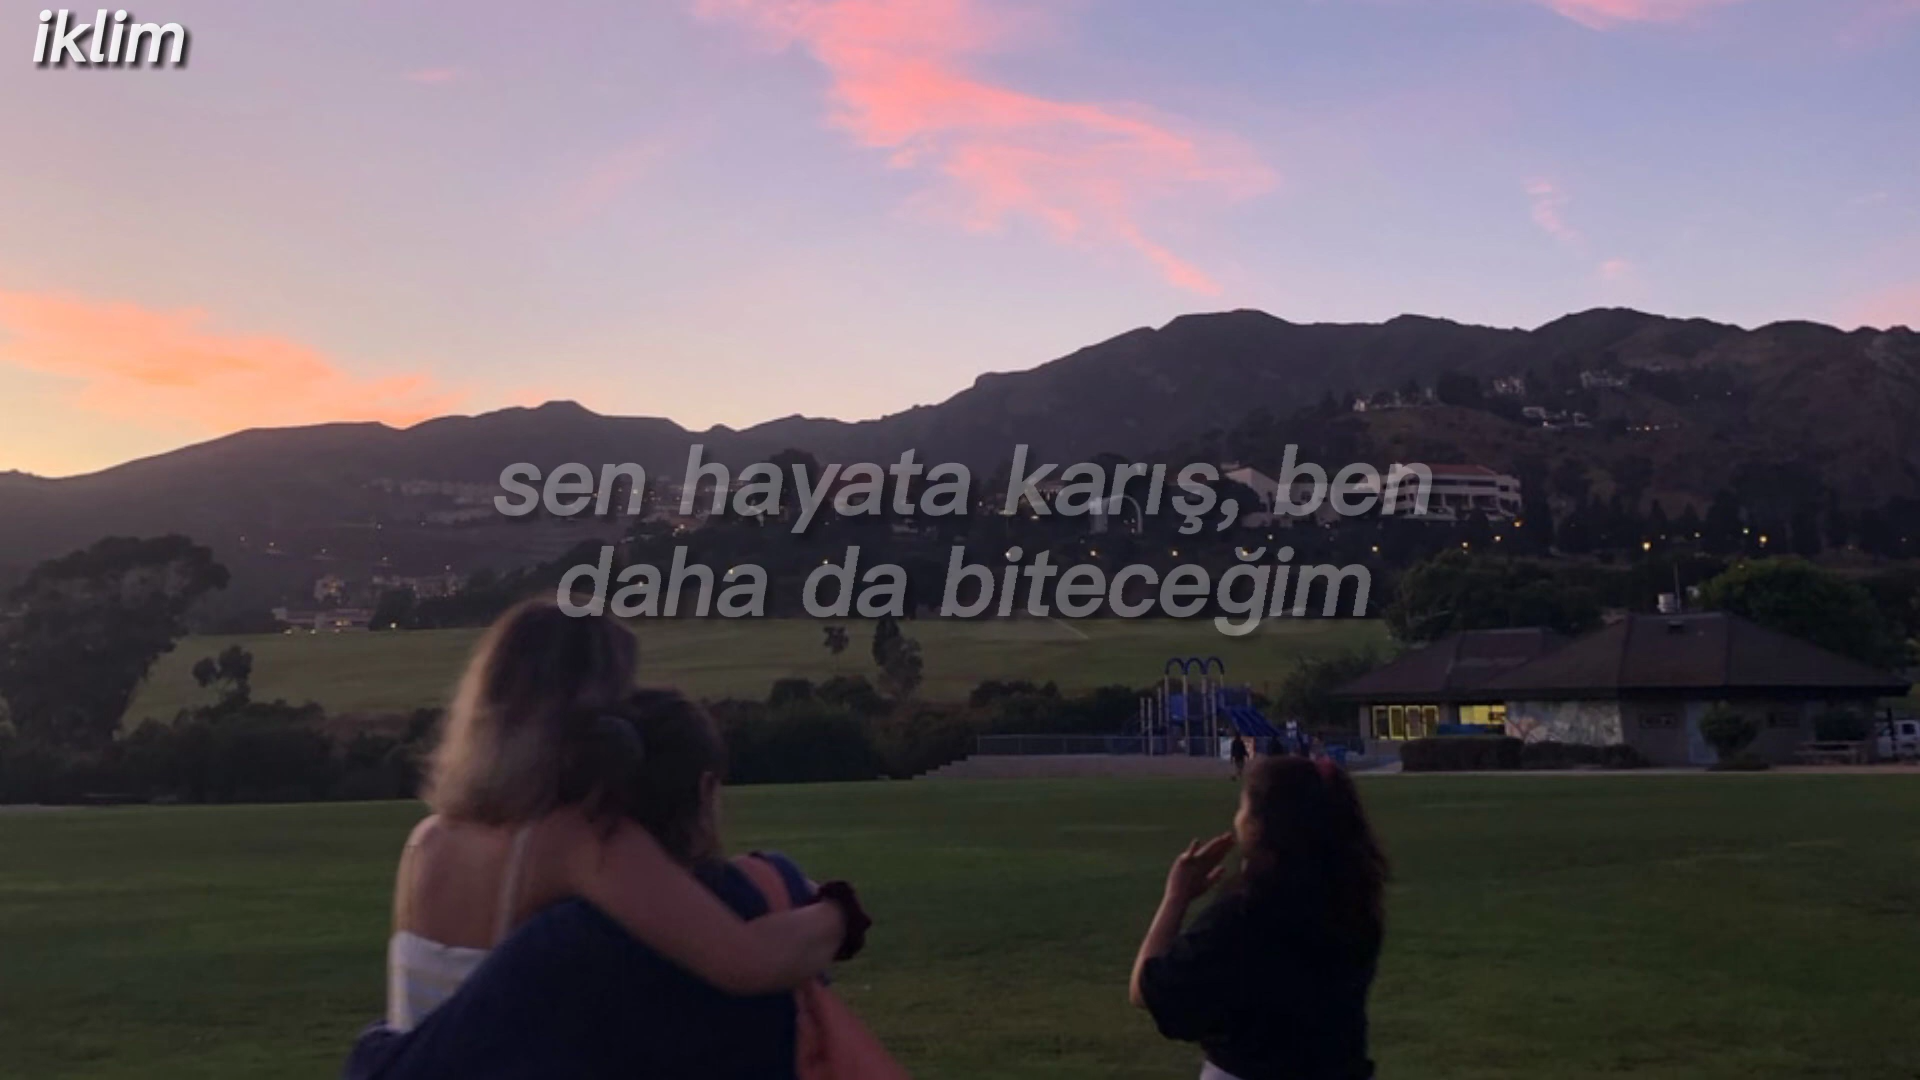 iklim
sen hayata karış, ben
daha da biteceğim